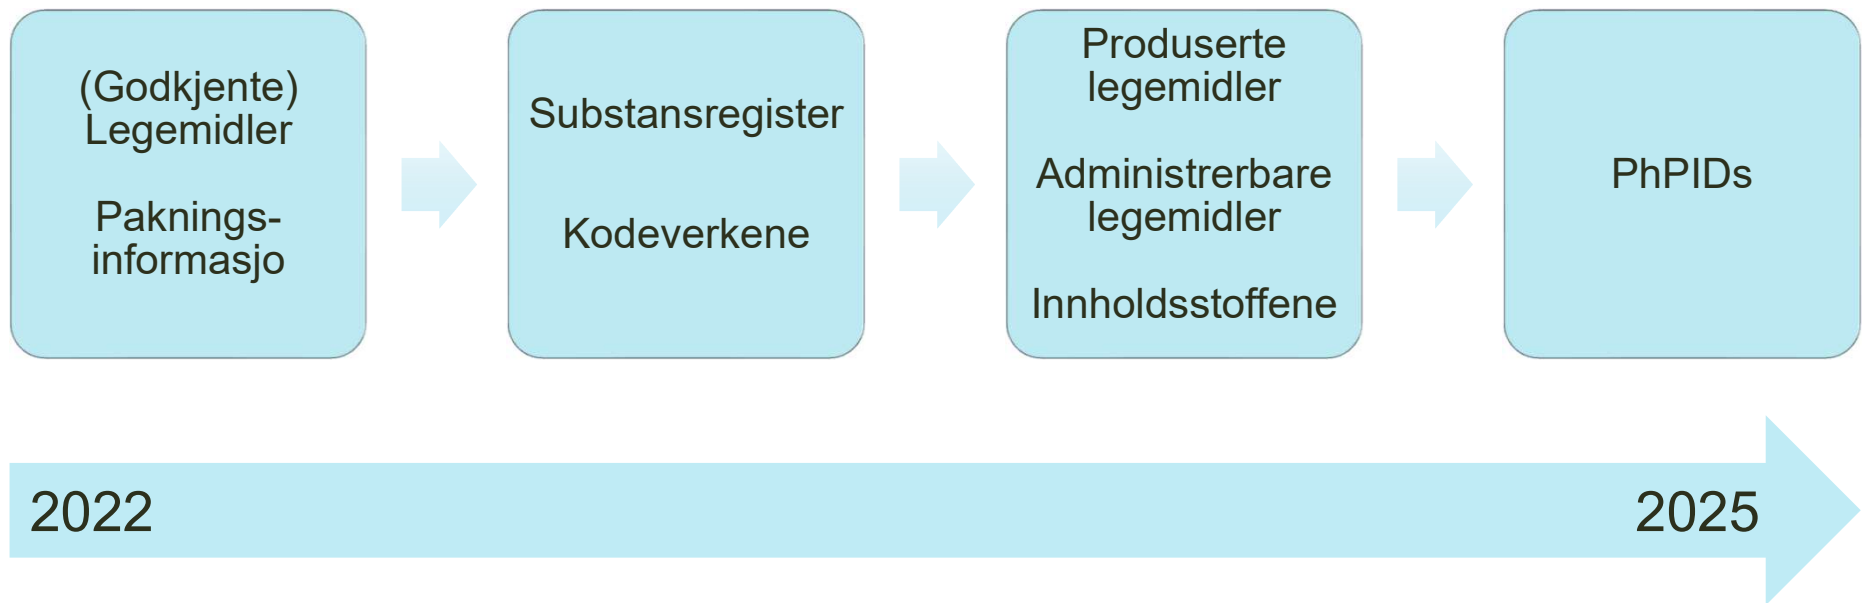 (Godkjente)
Legemidler
Paknings-
informasjo
Substansregister
Kodeverkene
Produserte
legemidler
Administrerbare
legemidler
Innholdsstoffene
PhPIDs
2022
2025